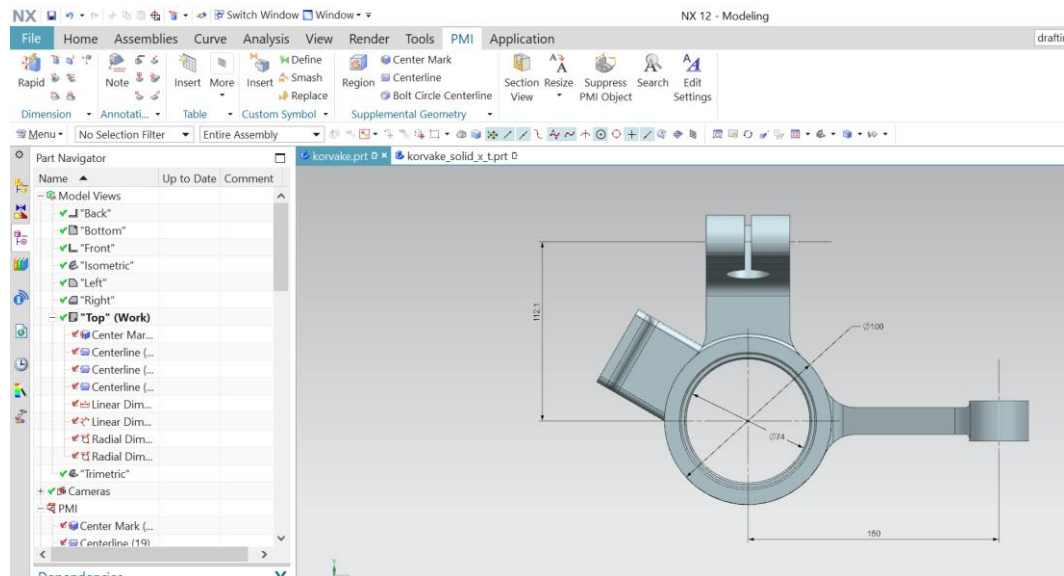 NX Switch Window Window NX 12 - Modeling
File Home Assemblies Curve Analysis View Render Tools PMI Application
Rapid Note Insert More Insert Define Region Center Mark Section Resize Suppress Search Edit
Smash Centerline View PMI Object Settings
Replace Bolt Circle Centerline
Dimension Annotati... Table Custom Symbol Supplemental Geometry
Menu No Selection Filter Entire Assembly
Part Navigator korvake.prt korvake_solid_x_t.prt
Name Up to Date Comment
Model Views
"Back"
"Bottom"
"Front"
"Isometric"
"Left"
"Right"
"Top" (Work)
Center Mar...
Centerline (...
Centerline (...
Centerline (...
Linear Dim...
Linear Dim...
Radial Dim...
Radial Dim...
"Trimetric"
Cameras
PMI
Center Mark (...
Centerline (19)
112,1
Ø100
Ø74
150